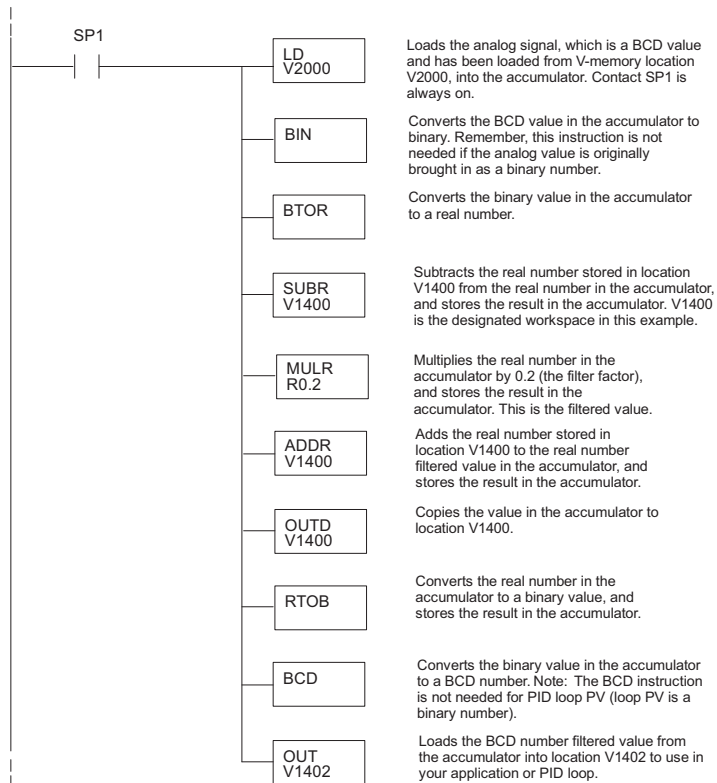 SP1
LD
V2000
Loads the analog signal, which is a BCD value
and has been loaded from V-memory location
V2000, into the accumulator. Contact SP1 is
always on.
BIN
Converts the BCD value in the accumulator to
binary. Remember, this instruction is not
needed if the analog value is originally
brought in as a binary number.
BTOR
Converts the binary value in the accumulator
to a real number.
SUBR
V1400
Subtracts the real number stored in location
V1400 from the real number in the accumulator,
and stores the result in the accumulator. V1400
is the designated workspace in this example.
MULR
R0.2
Multiplies the real number in the
accumulator by 0.2 (the filter factor),
and stores the result in the
accumulator. This is the filtered value.
ADDR
V1400
Adds the real number stored in
location V1400 to the real number
filtered value in the accumulator, and
stores the result in the accumulator.
OUTD
V1400
Copies the value in the accumulator to
location V1400.
RTOB
Converts the real number in the
accumulator to a binary value, and
stores the result in the accumulator.
BCD
Converts the binary value in the accumulator
to a BCD number. Note: The BCD instruction
is not needed for PID loop PV (loop PV is a
binary number).
OUT
V1402
Loads the BCD number filtered value from
the accumulator into location V1402 to use in
your application or PID loop.